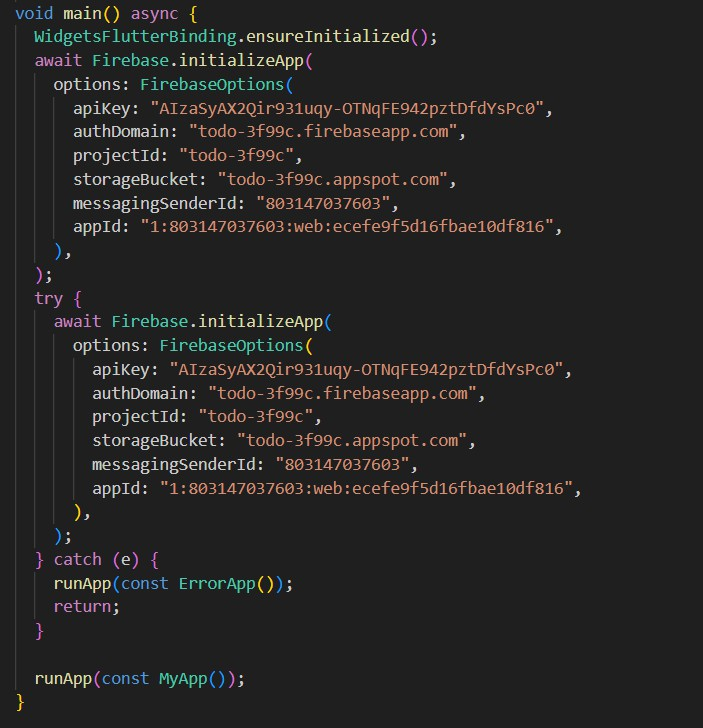 void main() async {
  WidgetsFlutterBinding.ensureInitialized();
  await Firebase.initializeApp(
    options: FirebaseOptions(
      apiKey: "AIzaSyAX2Qir931uqy-OTNqFE942pztDfdYsPc0",
      authDomain: "todo-3f99c.firebaseapp.com",
      projectId: "todo-3f99c",
      storageBucket: "todo-3f99c.appspot.com",
      messagingSenderId: "803147037603",
      appId: "1:803147037603:web:ecefe9f5d16fbae10df816",
    ),
  );
  try {
    await Firebase.initializeApp(
      options: FirebaseOptions(
        apiKey: "AIzaSyAX2Qir931uqy-OTNqFE942pztDfdYsPc0",
        authDomain: "todo-3f99c.firebaseapp.com",
        projectId: "todo-3f99c",
        storageBucket: "todo-3f99c.appspot.com",
        messagingSenderId: "803147037603",
        appId: "1:803147037603:web:ecefe9f5d16fbae10df816",
      ),
    );
  } catch (e) {
    runApp(const ErrorApp());
    return;
  }

  runApp(const MyApp());
}